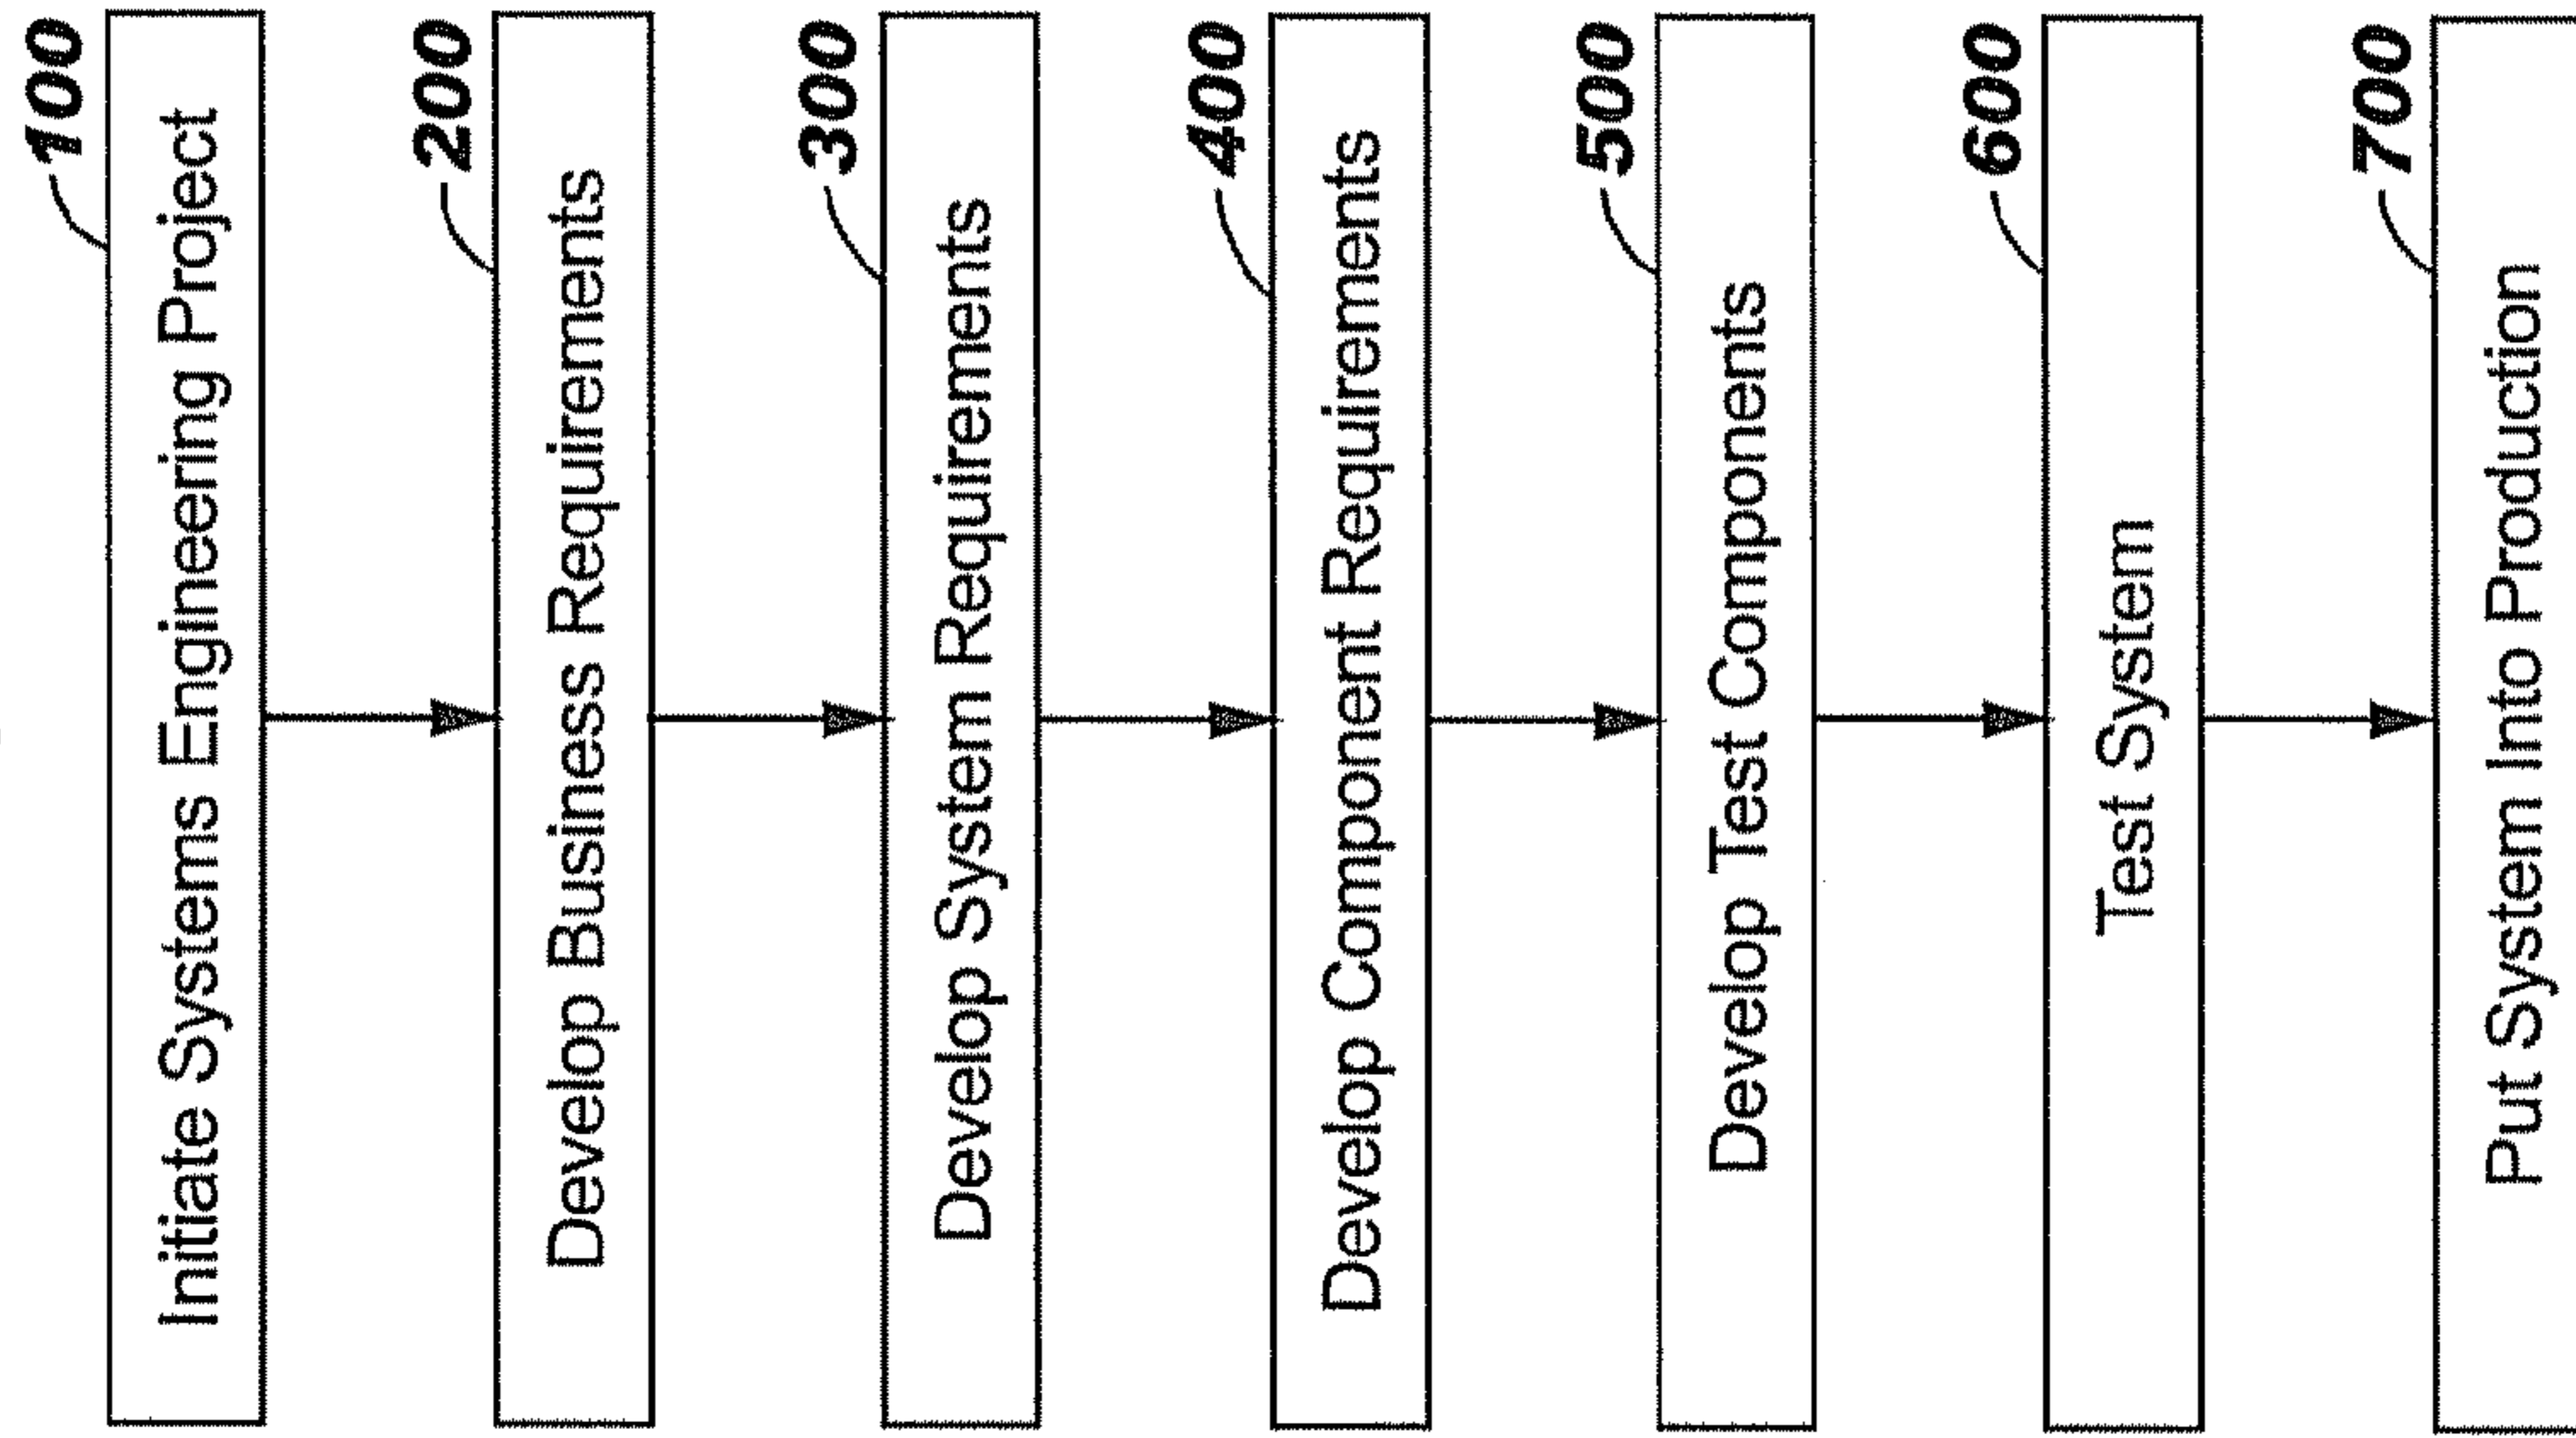 100
Initiate Systems Engineering Project
200
Develop Business Requirements
300
Develop System Requirements
400
Develop Component Requirements
500
Develop Test Components
600
Test System
700
Put System Into Production